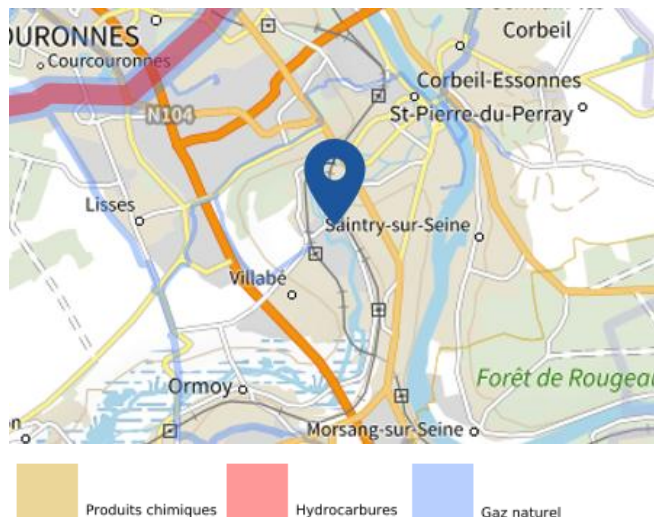 Corbeil
OURONNES
Courcouronnes
Corbeil-Essonnes
N104
St-Pierre-du-Perray
Lisses
Saintry-sur-Seine
Villabé
Ormoy
Forêt de Rougea
Morsang-sur-Seine
Produits chimiques
Hydrocarbures
Gaz naturel